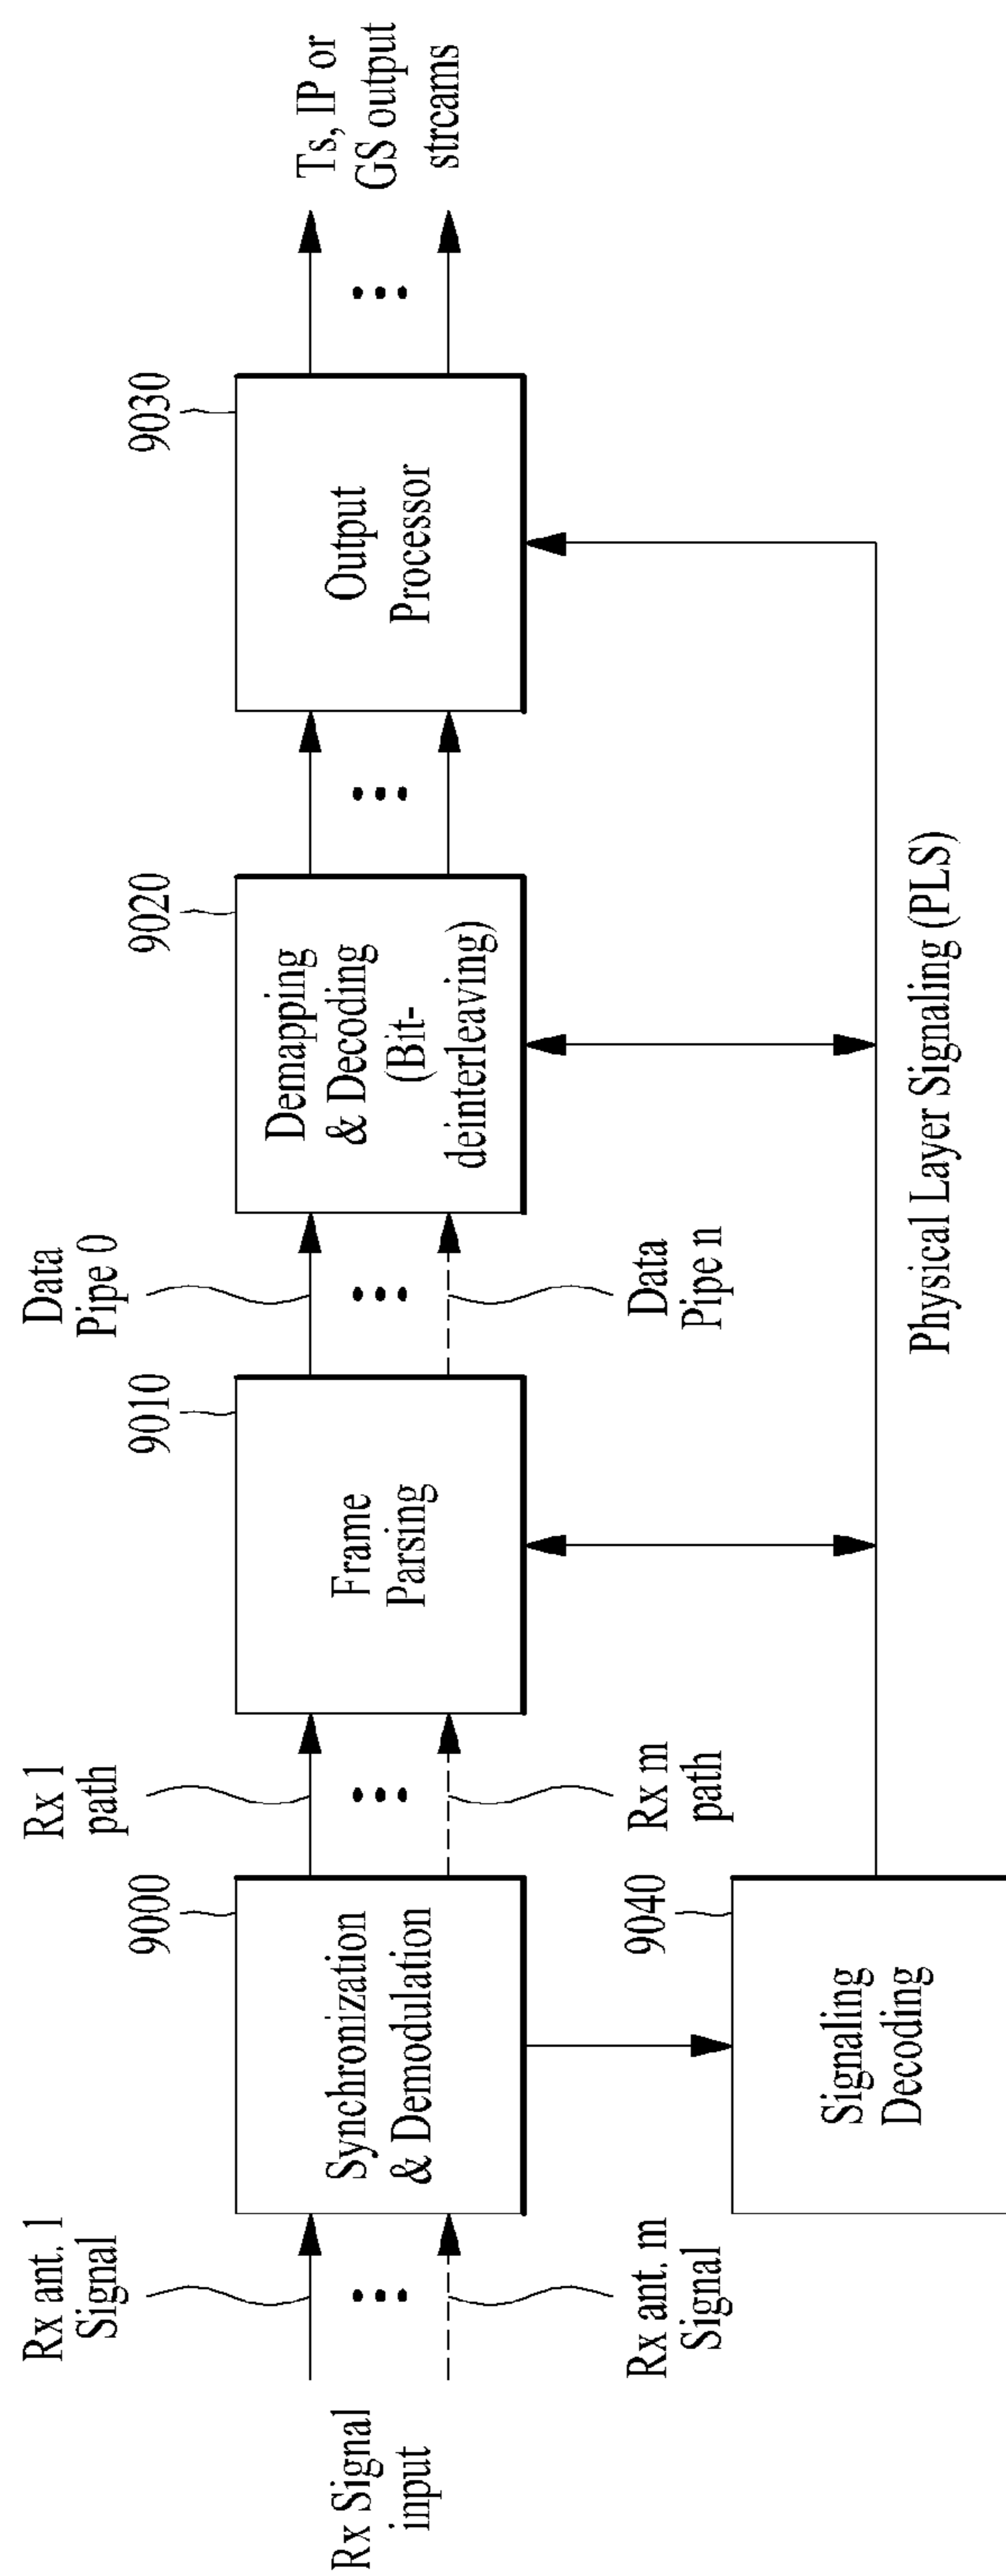 Rx Signal
input
Rx ant. 1
Signal
Rx ant. m
Signal
9000
Synchronization
& Demodulation
Rx 1
path
Rx m
path
9010
Frame
Parsing
Data
Pipe 0
Data
Pipe n
9020
Demapping
& Decoding
(Bit-
deinterleaving)
9030
Output
Processor
Ts, IP or
GS output
streams
9040
Signaling
Decoding
Physical Layer Signaling (PLS)